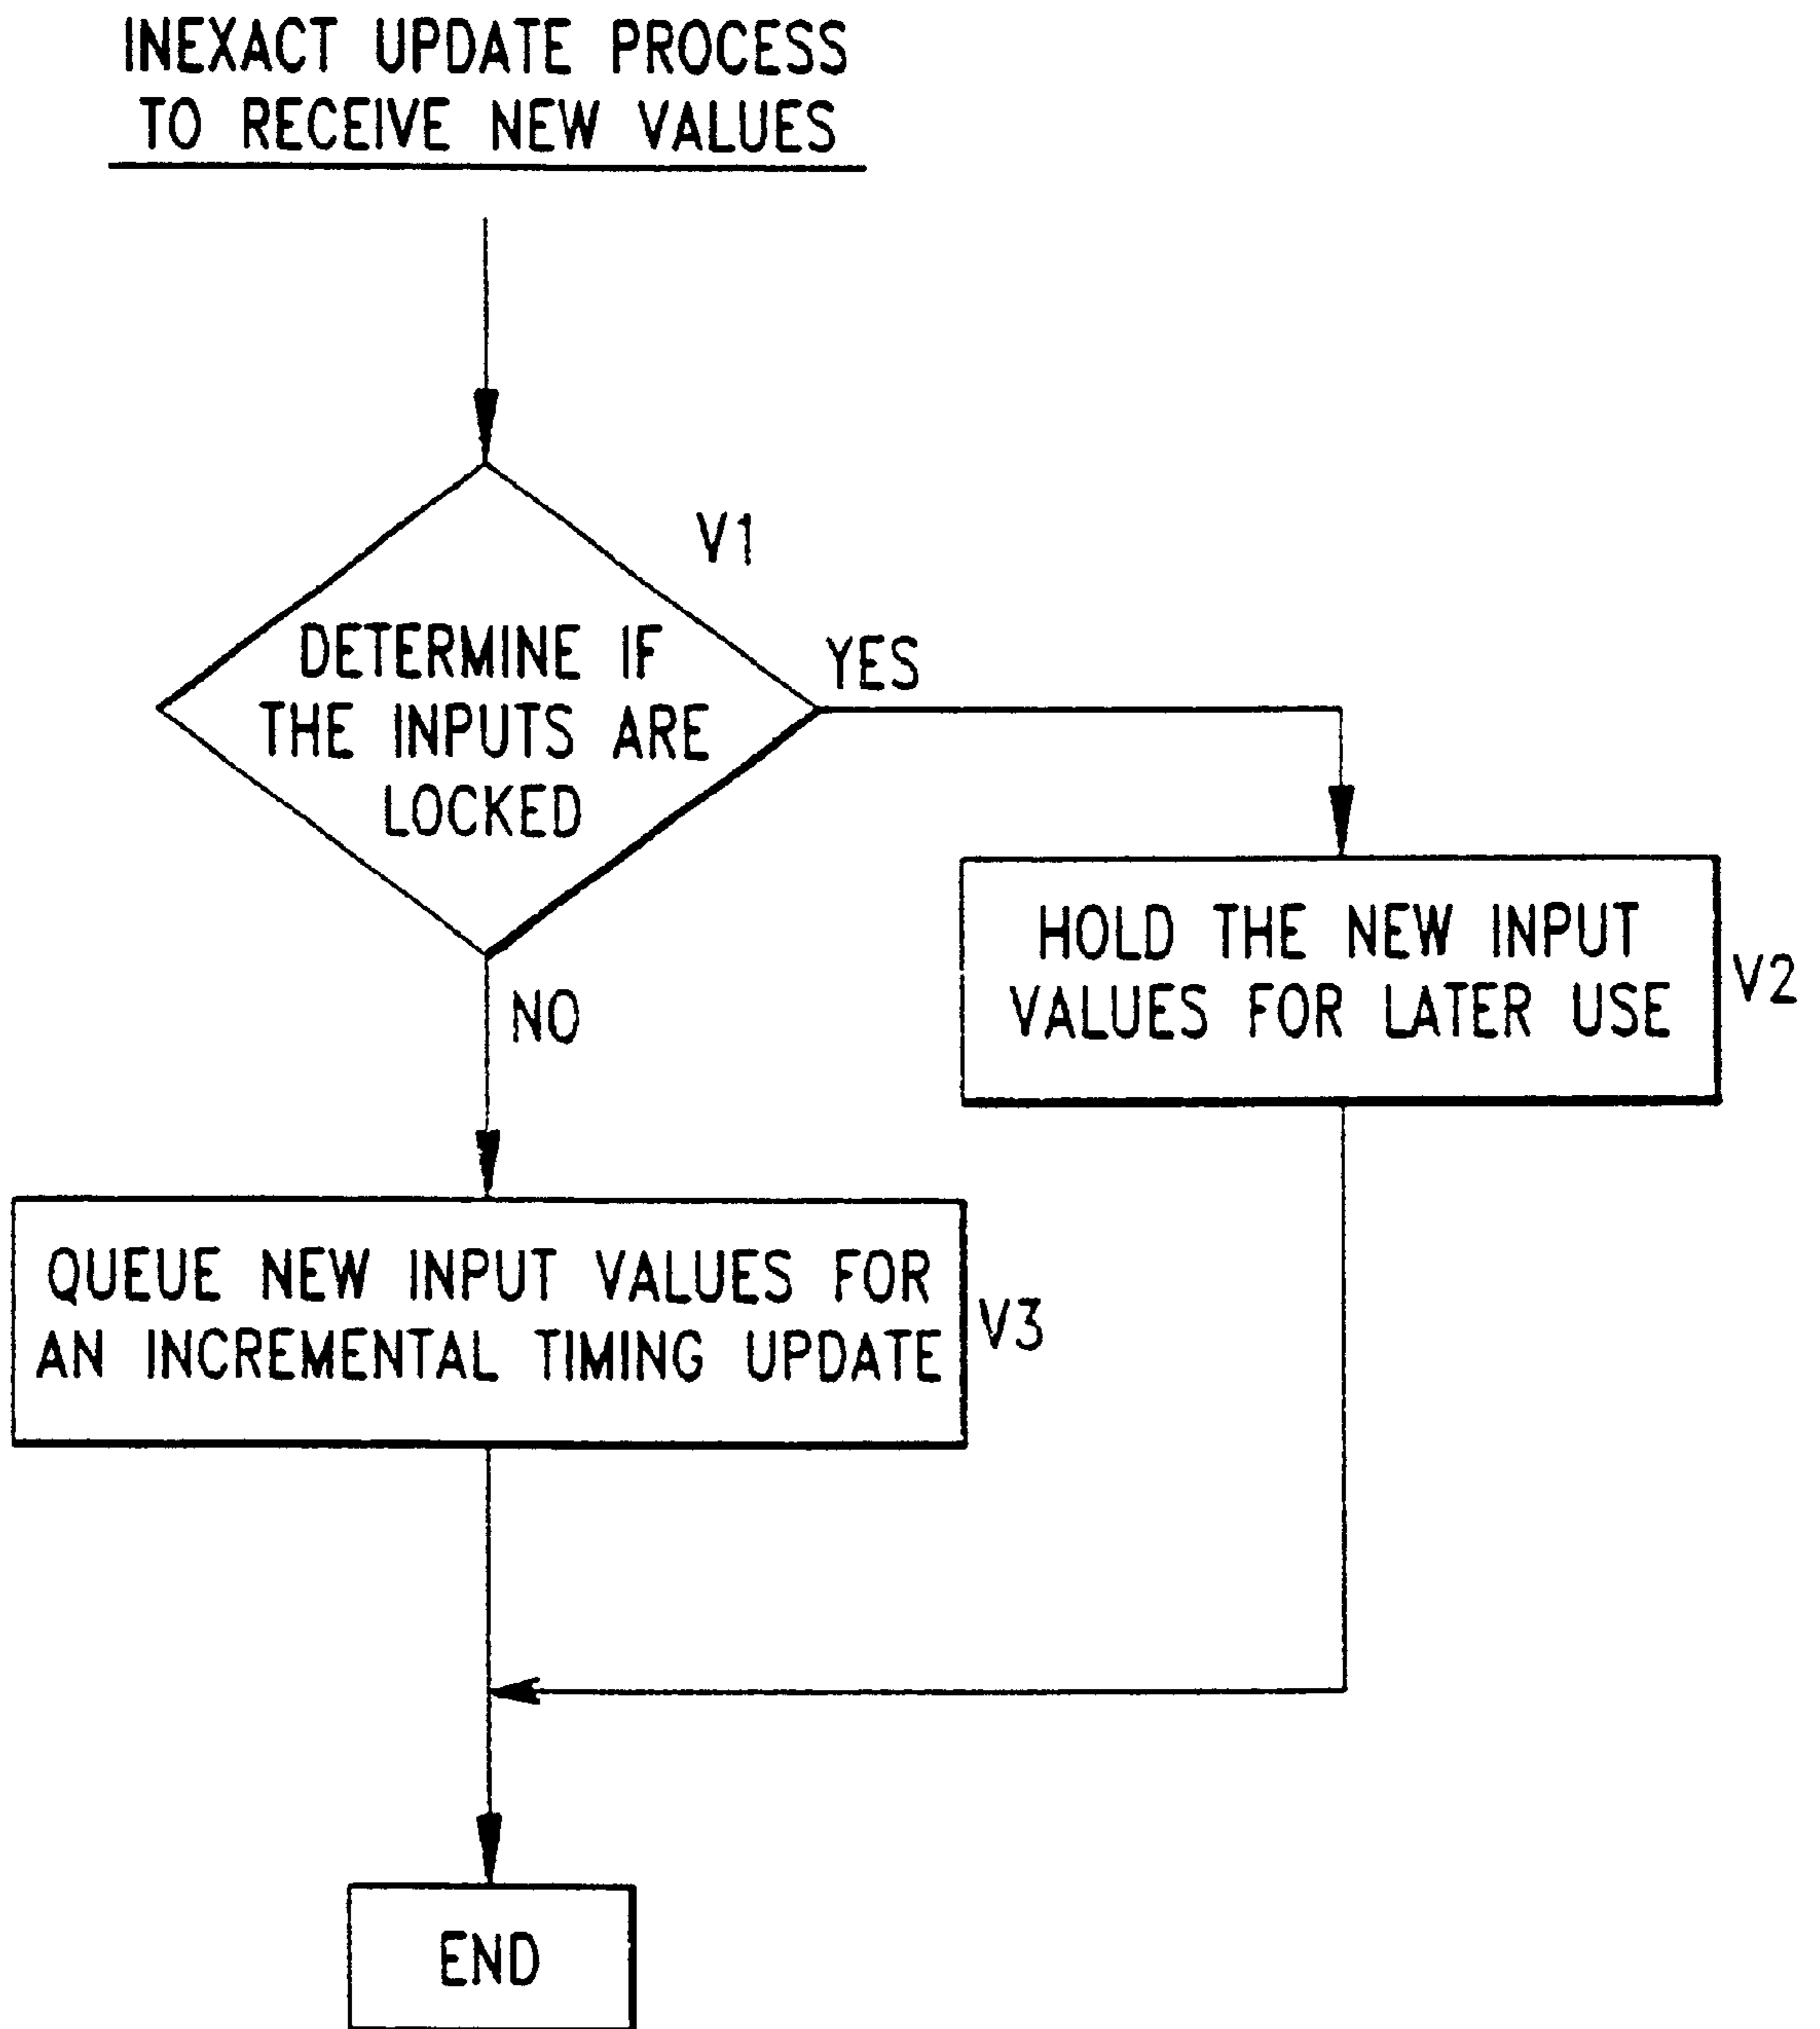 INEXACT UPDATE PROCESS
TO RECEIVE NEW VALUES
V1
DETERMINE IF
THE INPUTS ARE
LOCKED
YES
HOLD THE NEW INPUT
VALUES FOR LATER USE
V2
NO
QUEUE NEW INPUT VALUES FOR
AN INCREMENTAL TIMING UPDATE
V3
END